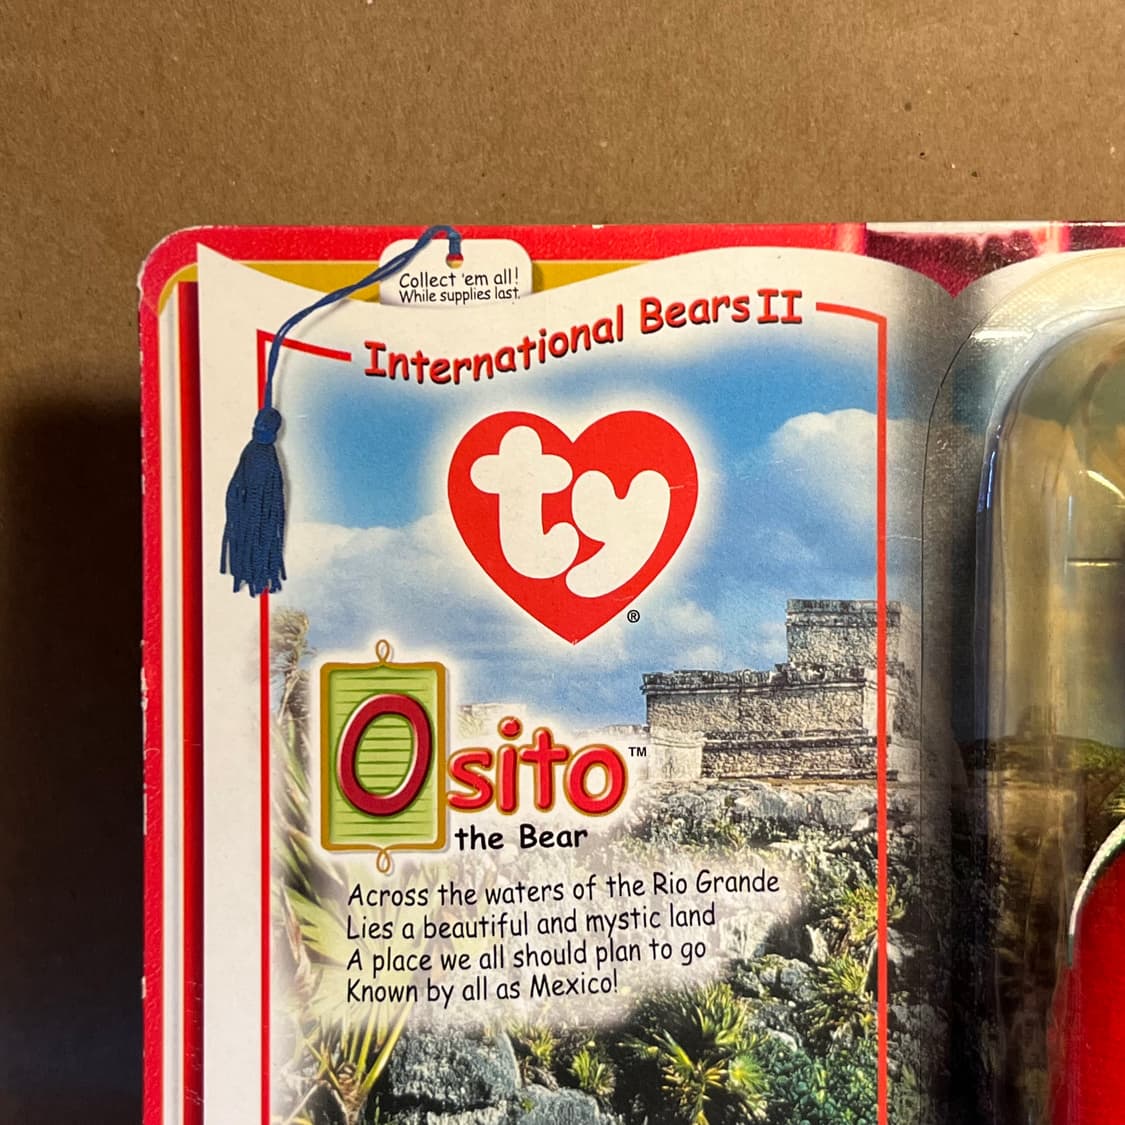 Collect 'em all!
While supplies last.
International Bears II
ty
®
Osito™
the Bear
Across the waters of the Rio Grande
Lies a beautiful and mystic land
A place we all should plan to go
Known by all as Mexico!